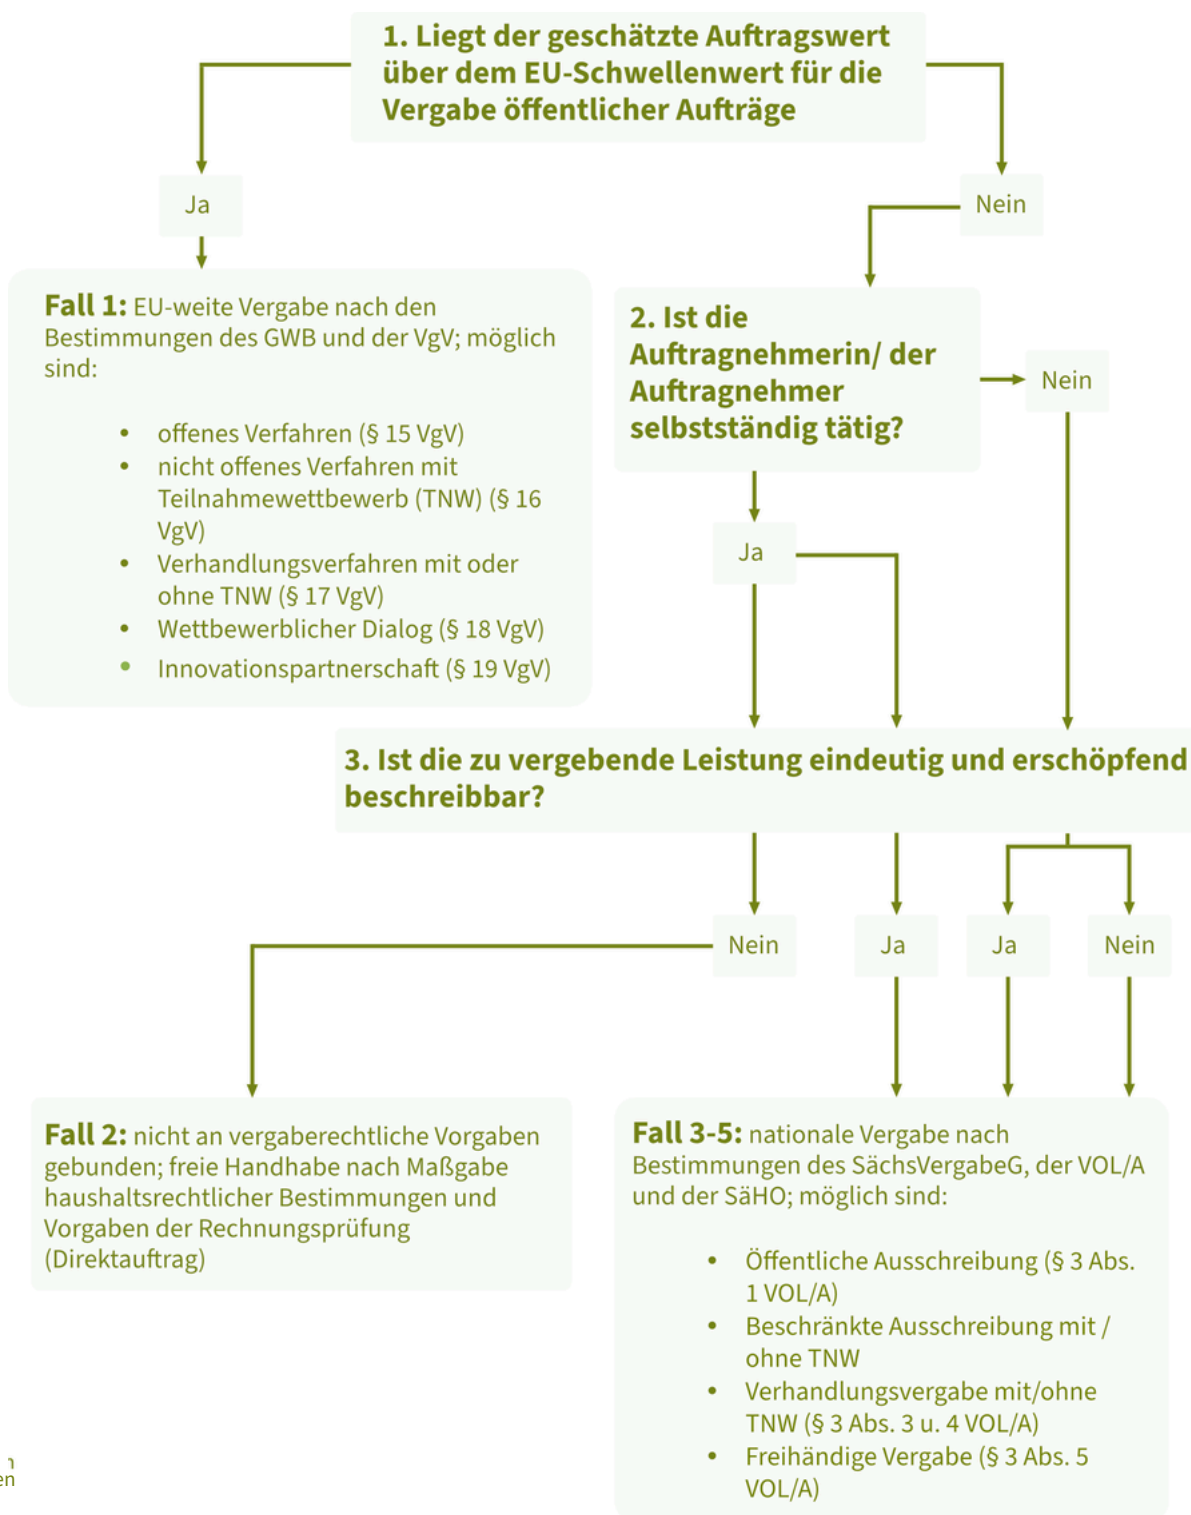 1. Liegt der geschätzte Auftragswert
über dem EU-Schwellenwert für die
Vergabe öffentlicher Aufträge
Ja
Nein
Fall 1: EU-weite Vergabe nach den
Bestimmungen des GWB und der VgV; möglich
sind:
• offenes Verfahren (§ 15 VgV)
• nicht offenes Verfahren mit
Teilnahmewettbewerb (TNW) (§ 16
VgV)
• Verhandlungsverfahren mit oder
ohne TNW (§ 17 VgV)
• Wettbewerblicher Dialog (§ 18 VgV)
• Innovationspartnerschaft (§ 19 VgV)
2. Ist die
Auftragnehmerin/ der
Auftragnehmer
selbstständig tätig?
Nein
Ja
3. Ist die zu vergebende Leistung eindeutig und erschöpfend
beschreibbar?
Nein
Ja
Ja
Nein
Fall 2: nicht an vergaberechtliche Vorgaben
gebunden; freie Handhabe nach Maßgabe
haushaltsrechtlicher Bestimmungen und
Vorgaben der Rechnungsprüfung
(Direktauftrag)
Fall 3-5: nationale Vergabe nach
Bestimmungen des SächsVergabeG, der VOL/A
und der SäHO; möglich sind:
• Öffentliche Ausschreibung (§ 3 Abs.
1 VOL/A)
• Beschränkte Ausschreibung mit /
ohne TNW
• Verhandlungsvergabe mit/ohne
TNW (§ 3 Abs. 3 u. 4 VOL/A)
• Freihändige Vergabe (§ 3 Abs. 5
VOL/A)
en